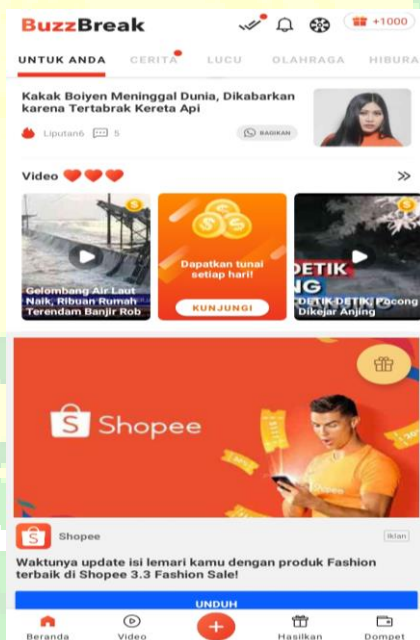 BuzzBreak
+1000
UNTUK ANDA CERITA LUCU OLAHRAGA HIBURA
Kakak Boiyen Meninggal Dunia, Dikabarkan
karena Tertabrak Kereta Api
Liputan6 5 BAGIKAN
Video
Dapatkan tunai
setiap hari!
KUNJUNGI
Gelombang Air Laut
Naik, Ribuan Rumah
Terendam Banjir Rob
DETIK
NG
DETIK-DETIK, Pocong
Dikejar Anjing
Shopee
Shopee
Iklan
Waktunya update isi lemari kamu dengan produk Fashion
terbaik di Shopee 3.3 Fashion Sale!
UNDUH
Beranda Video Hasilkan Dompet